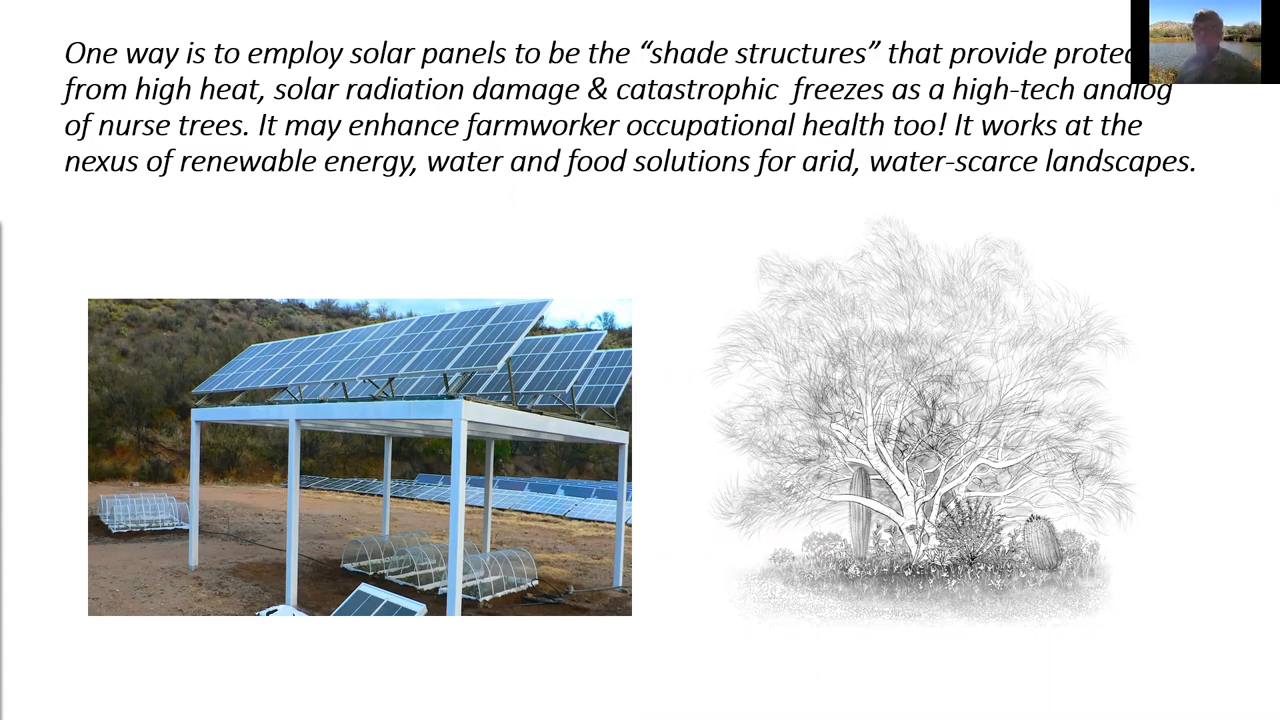 One way is to employ solar panels to be the “shade structures” that provide
from high heat, solar radiation damage & catastrophic  freezes as a high-tech analog
of nurse trees. It may enhance farmworker occupational health too! It works at the
nexus of renewable energy, water and food solutions for arid, water-scarce landscapes.